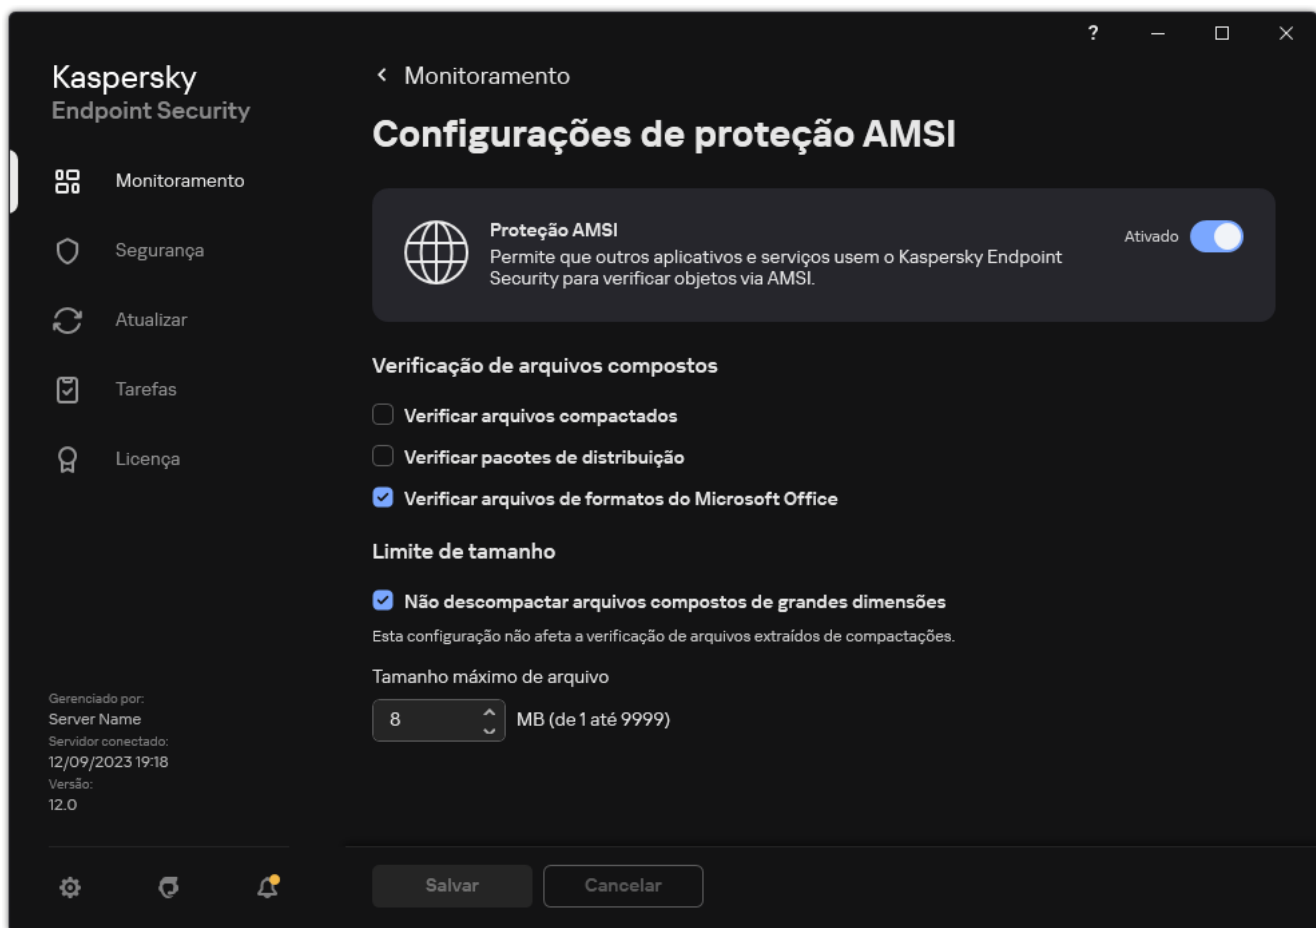 ?
Kaspersky
Endpoint Security
Monitoramento
Segurança
Atualizar
Tarefas
Licença
Gerenciado por:
Server Name
Servidor conectado:
12/09/2023 19:18
Versão:
12.0
Monitoramento
Configurações de proteção AMSI
Proteção AMSI
Permite que outros aplicativos e serviços usem o Kaspersky Endpoint
Security para verificar objetos via AMSI.
Ativado
Verificação de arquivos compostos
Verificar arquivos compactados
Verificar pacotes de distribuição
Verificar arquivos de formatos do Microsoft Office
Limite de tamanho
Não descompactar arquivos compostos de grandes dimensões
Esta configuração não afeta a verificação de arquivos extraídos de compactações.
Tamanho máximo de arquivo
8 MB (de 1 até 9999)
Salvar Cancelar